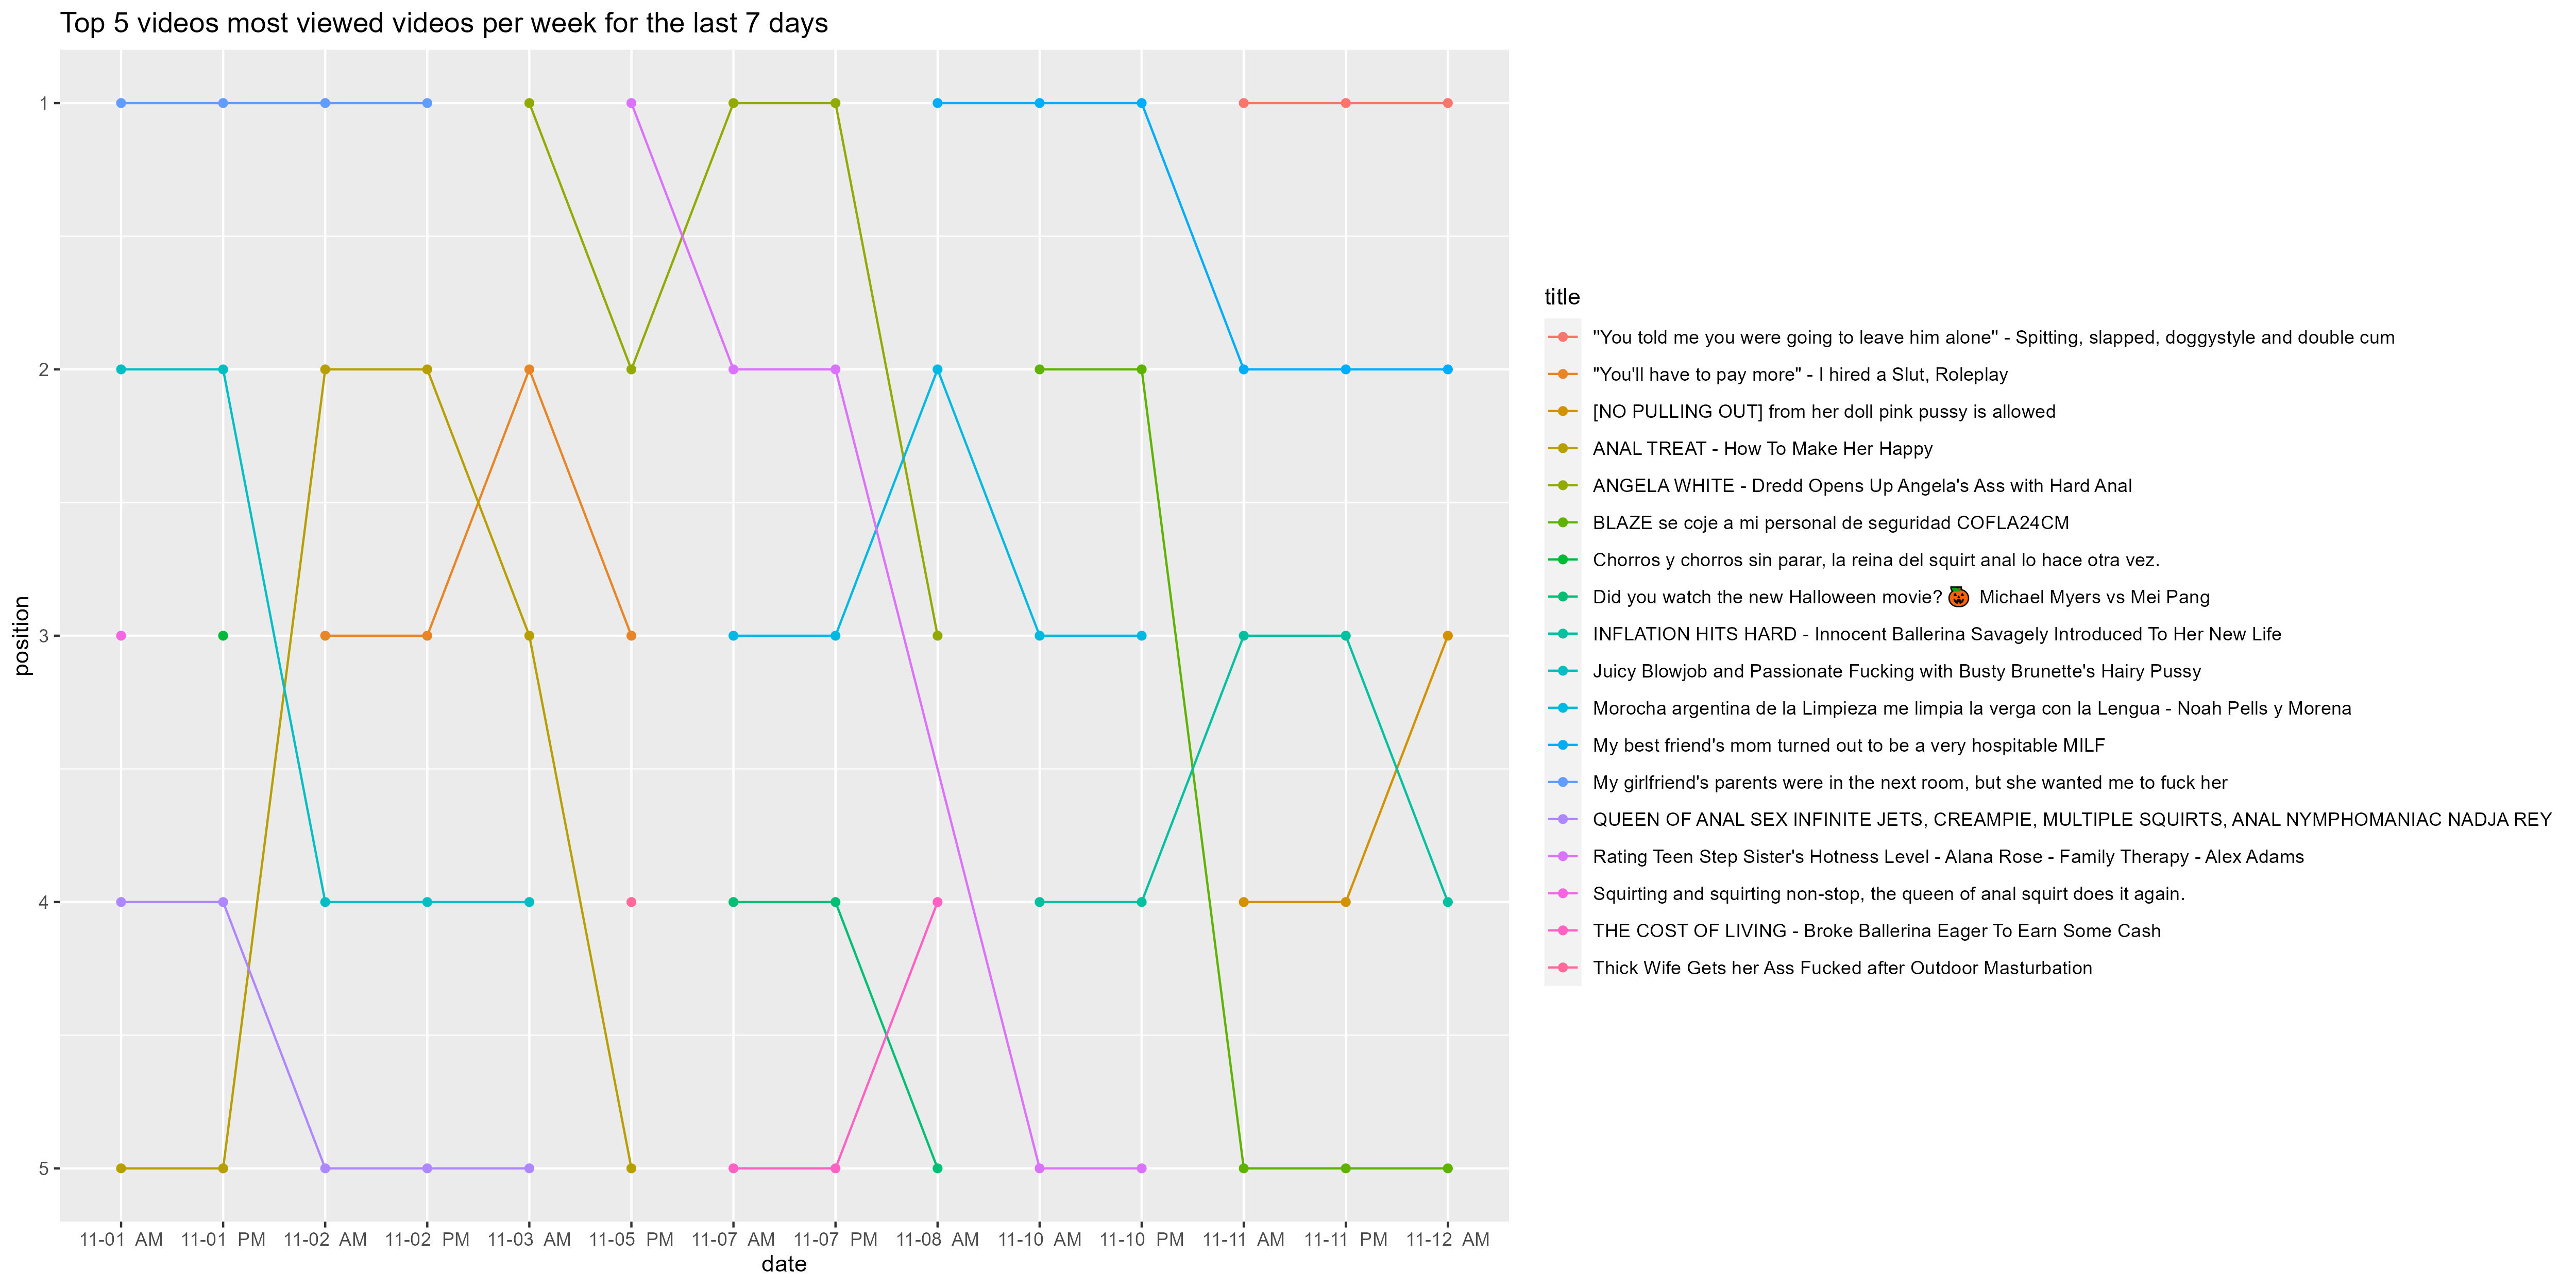 Top 5 videos most viewed videos per week for the last 7 days
position
1
2
3
4
5
11-01 AM 11-01 PM 11-02 AM 11-02 PM 11-03 AM 11-05 PM 11-07 AM 11-07 PM 11-08 AM 11-10 AM 11-10 PM 11-11 AM 11-11 PM 11-12 AM
date
title
"You told me you were going to leave him alone" - Spitting, slapped, doggystyle and double cum
"You'll have to pay more" - I hired a Slut, Roleplay
[NO PULLING OUT] from her doll pink pussy is allowed
ANAL TREAT - How To Make Her Happy
ANGELA WHITE - Dredd Opens Up Angela's Ass with Hard Anal
BLAZE se coje a mi personal de seguridad COFLA24CM
Chorros y chorros sin parar, la reina del squirt anal lo hace otra vez.
Did you watch the new Halloween movie? 🎃 Michael Myers vs Mei Pang
INFLATION HITS HARD - Innocent Ballerina Savagely Introduced To Her New Life
Juicy Blowjob and Passionate Fucking with Busty Brunette's Hairy Pussy
Morocha argentina de la Limpieza me limpia la verga con la Lengua - Noah Pells y Morena
My best friend's mom turned out to be a very hospitable MILF
My girlfriend's parents were in the next room, but she wanted me to fuck her
QUEEN OF ANAL SEX INFINITE JETS, CREAMPIE, MULTIPLE SQUIRTS, ANAL NYMPHOMANIAC NADJA REY
Rating Teen Step Sister's Hotness Level - Alana Rose - Family Therapy - Alex Adams
Squirting and squirting non-stop, the queen of anal squirt does it again.
THE COST OF LIVING - Broke Ballerina Eager To Earn Some Cash
Thick Wife Gets her Ass Fucked after Outdoor Masturbation